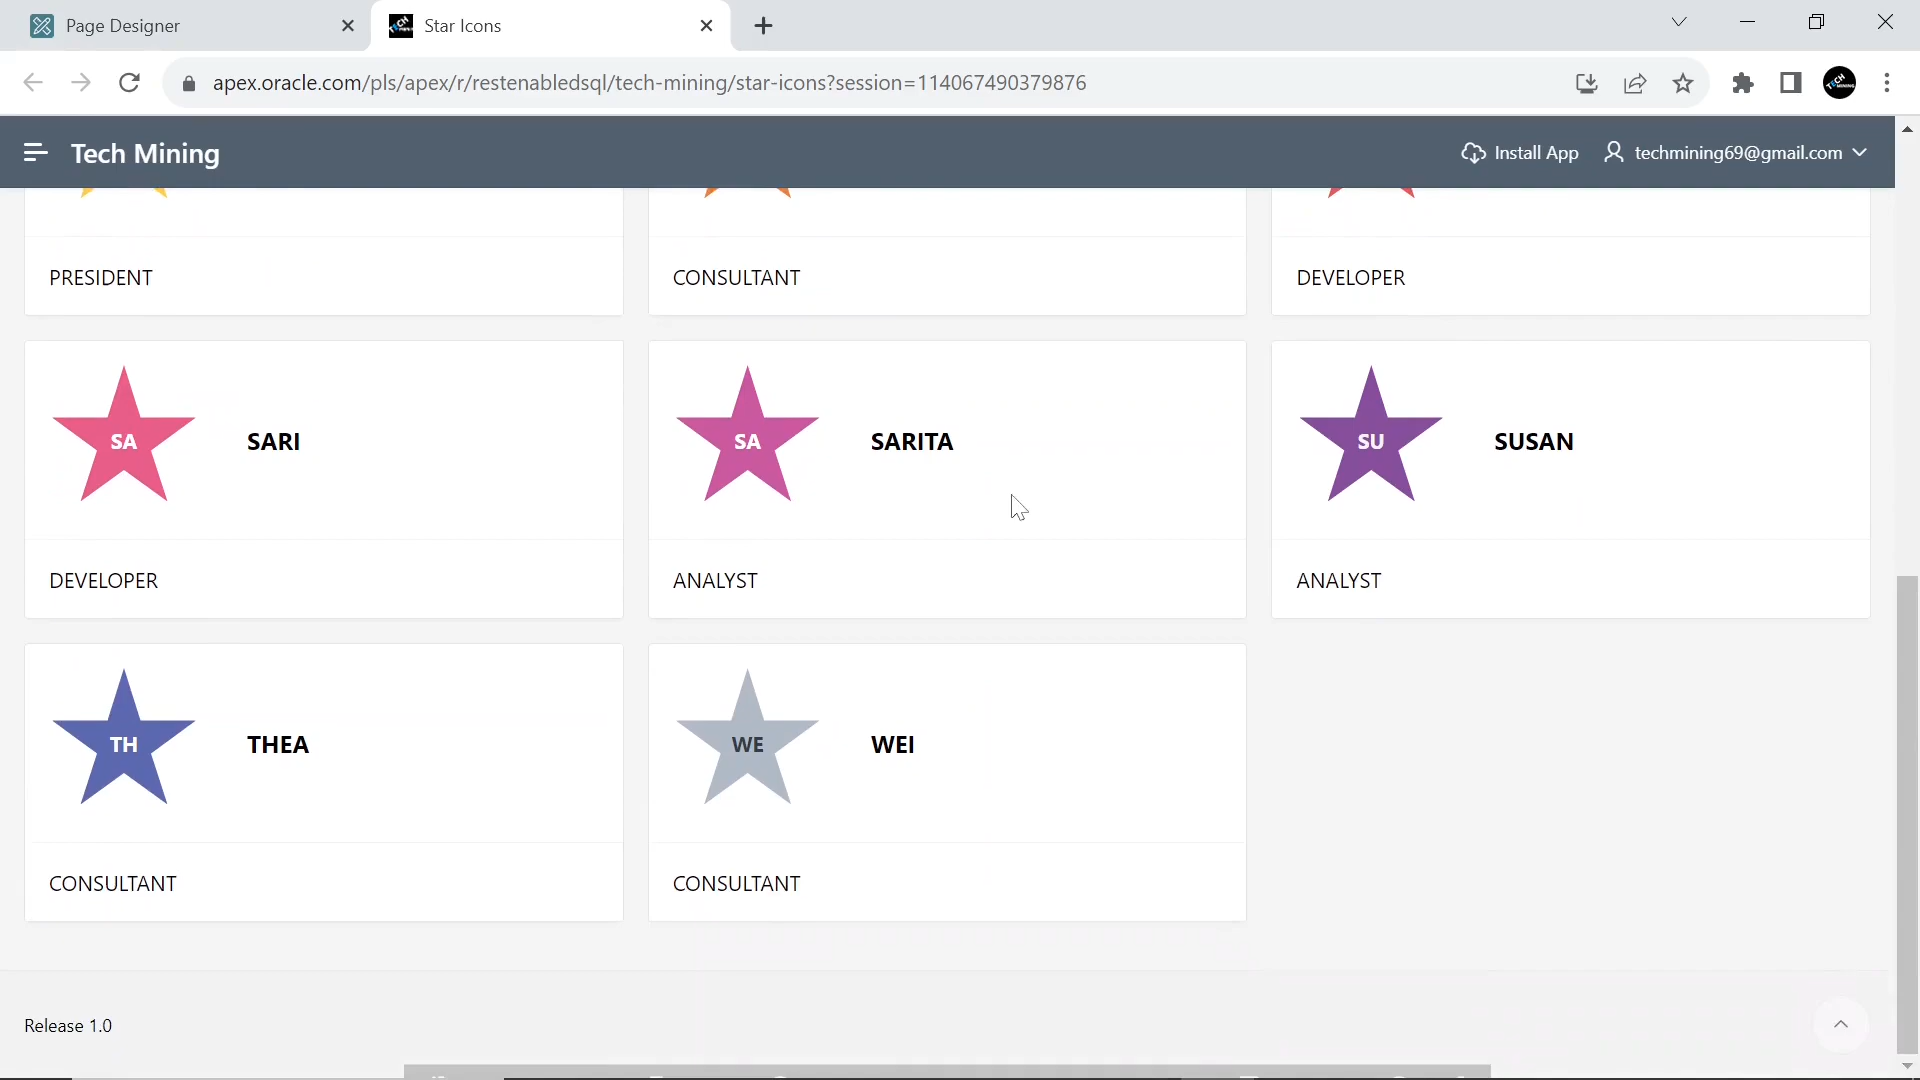 Page Designer
Star Icons
apex.oracle.com/pls/apex/r/restenabledsql/tech-mining/star-icons?session=114067490379876
Tech Mining
Install App
techmining69@gmail.com
PRESIDENT
CONSULTANT
DEVELOPER
SA
SARI
SA
SARITA
SU
SUSAN
DEVELOPER
ANALYST
ANALYST
TH
THEA
WE
WEI
CONSULTANT
CONSULTANT
Release 1.0